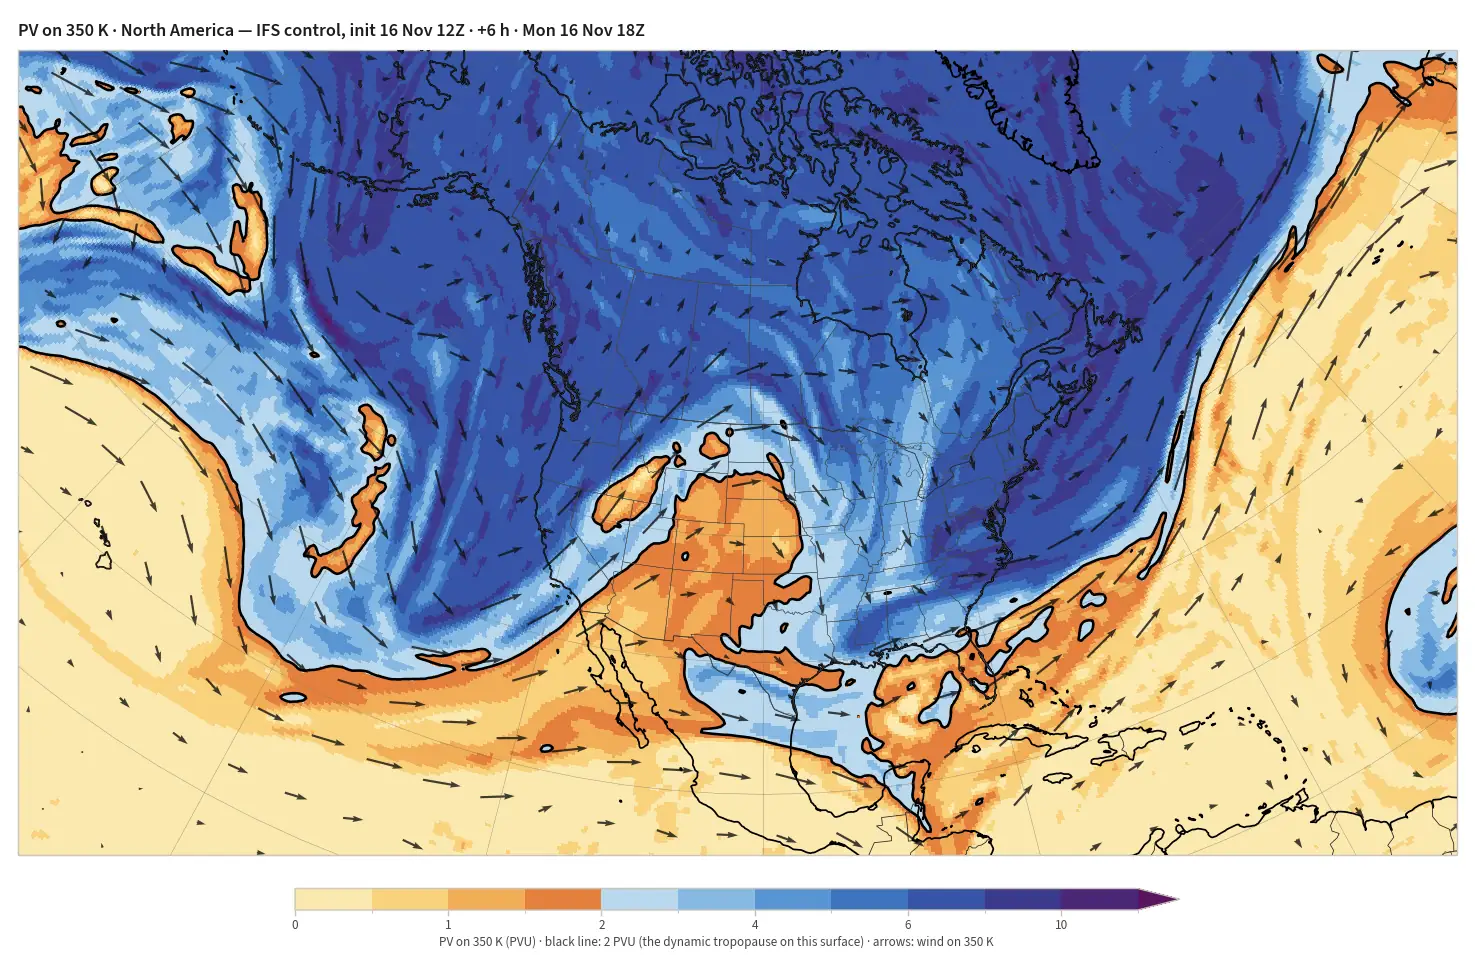 PV on 350 K · North America — IFS control, init 16 Nov 12Z · +6 h · Mon 16 Nov 18Z
0 1 2 4 6 10
PV on 350 K (PVU) · black line: 2 PVU (the dynamic tropopause on this surface) · arrows: wind on 350 K